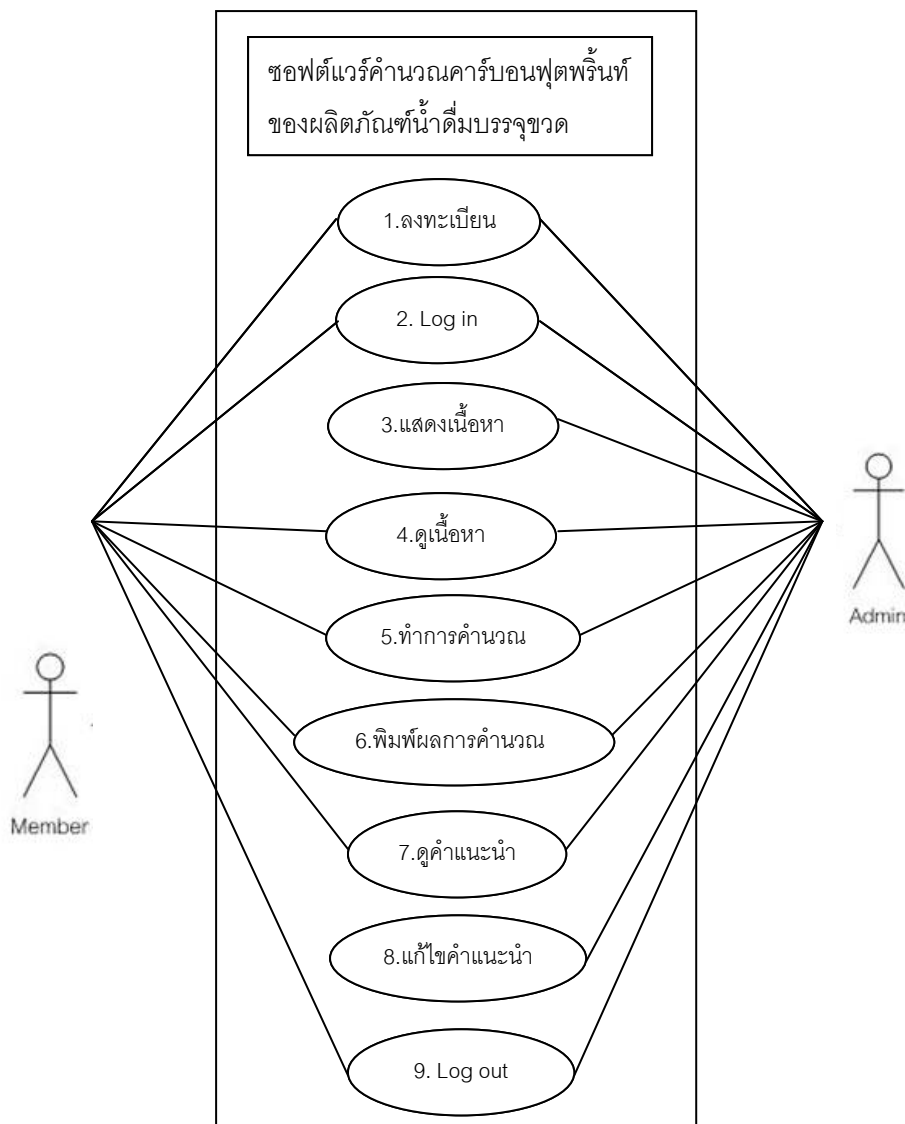 ซอฟต์แวร์คำนวณคาร์บอนฟุตพริ้นท์
ของผลิตภัณฑ์น้ำดื่มบรรจุขวด
1.ลงทะเบียน
2. Log in
3.แสดงเนื้อหา
4.ดูเนื้อหา
5.ทำการคำนวณ
6.พิมพ์ผลการคำนวณ
7.ดูคำแนะนำ
8.แก้ไขคำแนะนำ
9. Log out
Member
Admin